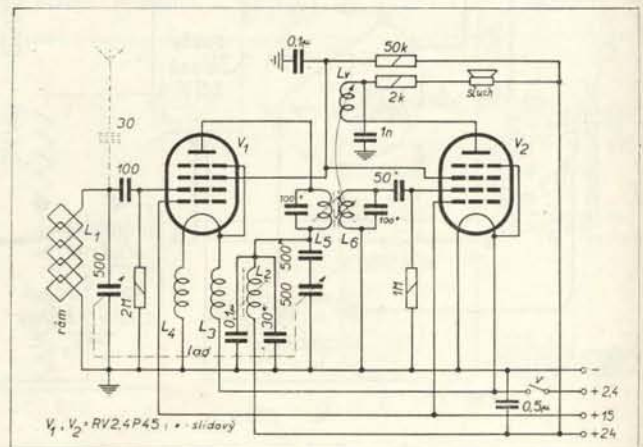 0,1µ
50k
Lv
2k
sluch
30
V₁
1n
V₂
100
50⁺
100⁺
100⁺
L₁
500
2M
L₅
L₆
500⁺
L₂
500
1M
rám
L₄
L₃
0,1µ
30⁺
lad
-
v
+ 2,4
0,5µ
+ 15
+ 24
V₁, V₂ = RV2,4P45 ; + - slídový